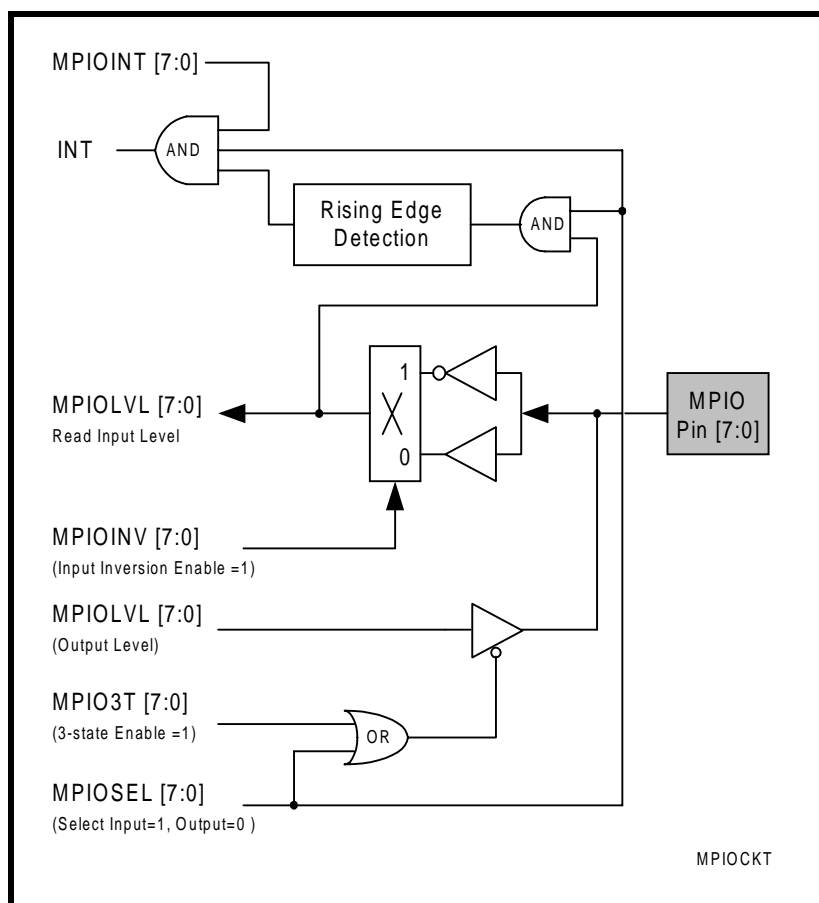 MPIOINT [7:0]
INT
AND
Rising Edge
Detection
AND
MPIOLVL [7:0]
Read Input Level
1
0
MPIO
Pin [7:0]
MPIOINV [7:0]
(Input Inversion Enable =1)
MPIOLVL [7:0]
(Output Level)
MPIO3T [7:0]
(3-state Enable =1)
OR
MPIOSEL [7:0]
(Select Input=1, Output=0 )
MPIOCKT